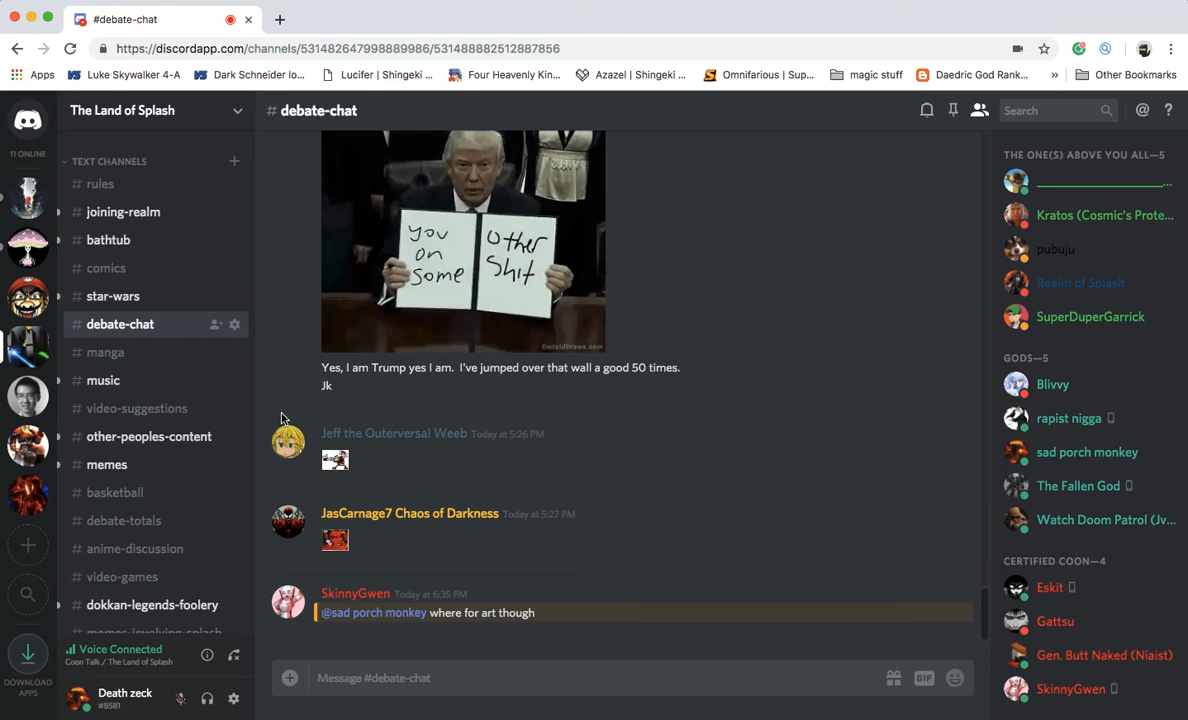 #debate-chat
https://discordapp.com/channels/531482647998889986/531488882512887856
Apps
Luke Skywalker 4-A
Dark Schneider lo...
Lucifer | Shingeki ...
Four Heavenly Kin...
Azazel | Shingeki ...
Omnifarious | Sup...
magic stuff
Daedric God Rank...
»
Other Bookmarks
11 ONLINE
The Land of Splash
TEXT CHANNELS
# rules
# joining-realm
# bathtub
# comics
# star-wars
# debate-chat
# manga
# music
# video-suggestions
# other-peoples-content
# memes
# basketball
# debate-totals
# anime-discussion
# video-games
# dokkan-legends-foolery
# memes-involving-splash
Voice Connected
Coon Talk / The Land of Splash
DOWNLOAD
APPS
Death zeck
#8581
# debate-chat
Search
@
?
you
on
some
other
shit
DonaldDraws.com
Yes, I am Trump yes I am. I've jumped over that wall a good 50 times.
Jk
Jeff the Outerversal Weeb Today at 5:26 PM
JasCarnage7 Chaos of Darkness Today at 5:27 PM
SkinnyGwen Today at 6:35 PM
@sad porch monkey where for art though
Message #debate-chat
GIF
THE ONE(S) ABOVE YOU ALL—5
Kratos (Cosmic's Prote...
pubuju
Realm of Splash
SuperDuperGarrick
GODS—5
Blivvy
rapist nigga
sad porch monkey
The Fallen God
Watch Doom Patrol (Jv...
CERTIFIED COON—4
Eskit
Gattsu
Gen. Butt Naked (Niaist)
SkinnyGwen